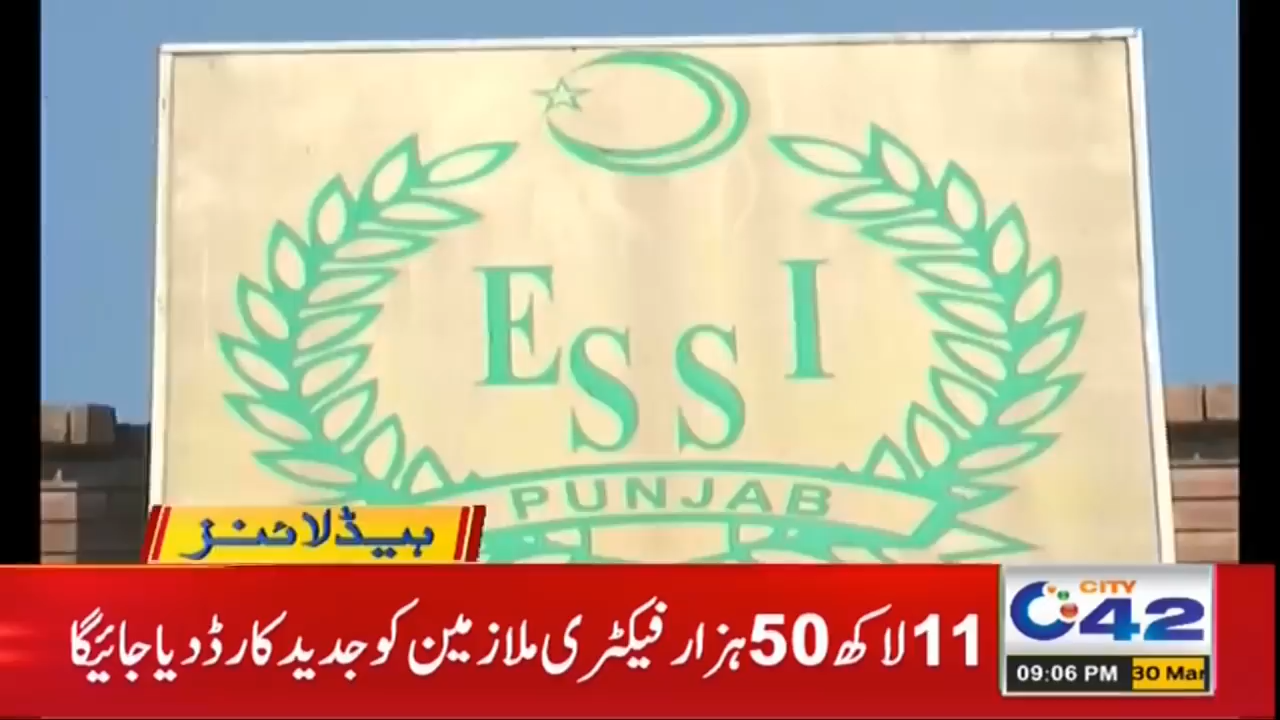 E S S I
PUNJAB
ہیڈلائنز
11 لاکھ 50 ہزار فیکٹری ملازمین کو جدید کارڈ دیا جائیگا
CITY
42
09:06 PM 30 Mar